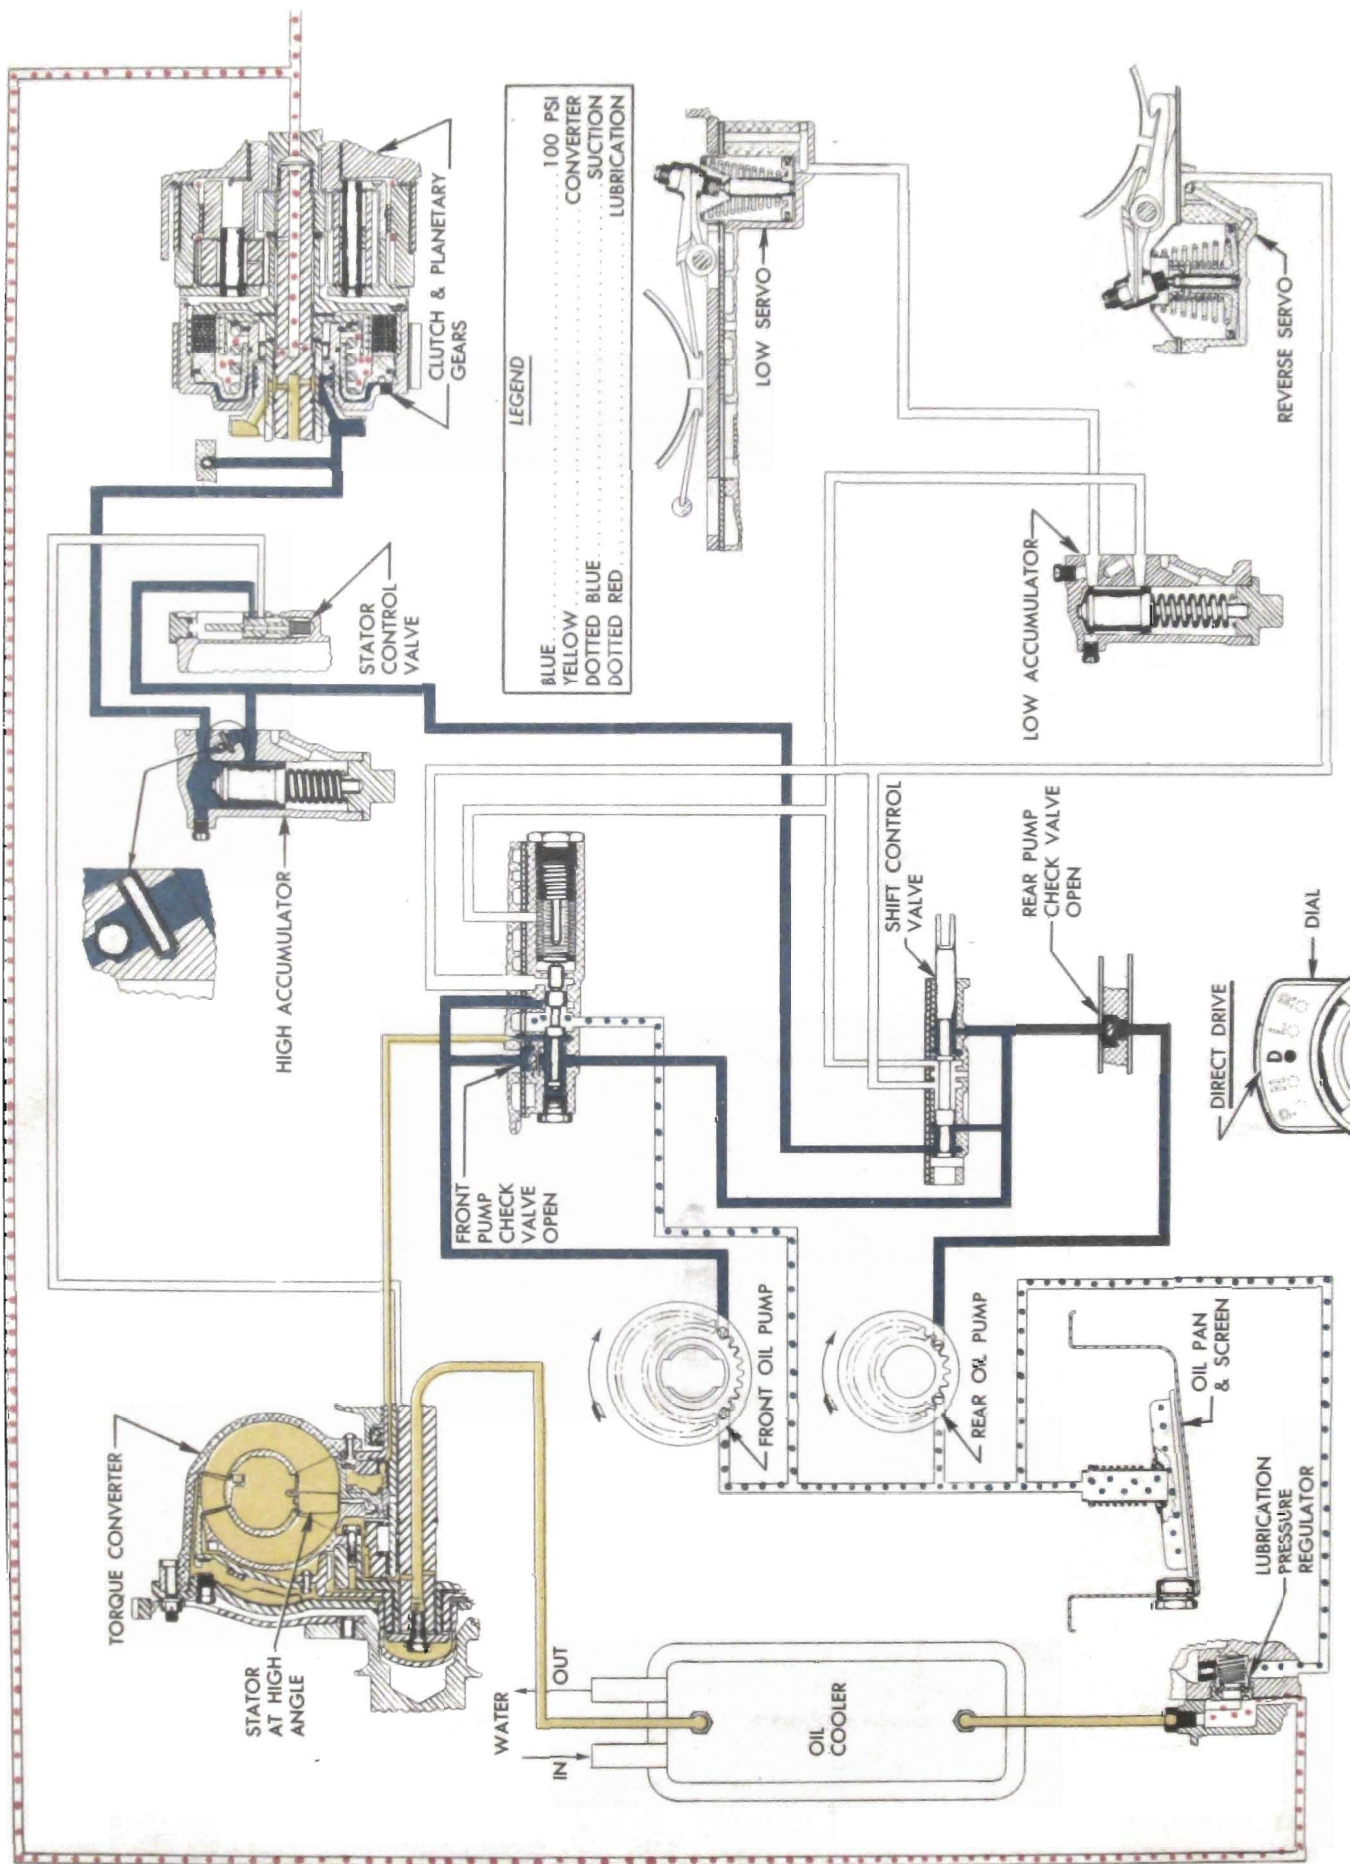 TORQUE CONVERTER
STATOR
AT HIGH
ANGLE
WATER
IN
OUT
OIL
COOLER
LUBRICATION
PRESSURE
REGULATOR
OIL PAN
& SCREEN
FRONT OIL PUMP
REAR OIL PUMP
FRONT
PUMP
CHECK
VALVE
OPEN
HIGH ACCUMULATOR
STATOR
CONTROL
VALVE
CLUTCH & PLANETARY
GEARS
LEGEND
BLUE ............ 100 PSI
YELLOW ............ CONVERTER
DOTTED BLUE ............ SUCTION
DOTTED RED ............ LUBRICATION
LOW SERVO
REVERSE SERVO
LOW ACCUMULATOR
SHIFT CONTROL
VALVE
REAR PUMP
CHECK VALVE
OPEN
DIRECT DRIVE
DIAL
P N D L R